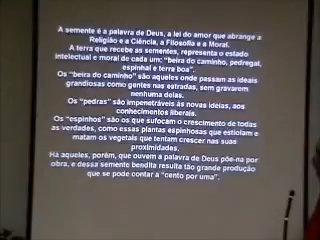 A semente é a palavra de Deus, a lei do amor que abrange a
Religião e a Ciência, a Filosofia e a Moral.
A terra que recebe as sementes, representa o estado
intelectual e moral de cada um: "beira do caminho, pedregal,
espinhal e terra boa".
Os "beira do caminho" são aqueles onde passam as ideais
grandiosas como gentes nas estradas, sem gravarem
nenhuma delas.
Os "pedras" são impenetráveis às novas ideias, aos
conhecimentos liberais.
Os "espinhos" são os que sufocam o crescimento de todas
as verdades, como essas plantas espinhosas que estiolam e
matam os vegetais que tentam crescer nas suas
proximidades.
Há aqueles, porém, que ouvem a palavra de Deus põe-na por
obra, e dessa semente bendita resulta tão grande produção
que se pode contar a "cento por uma".